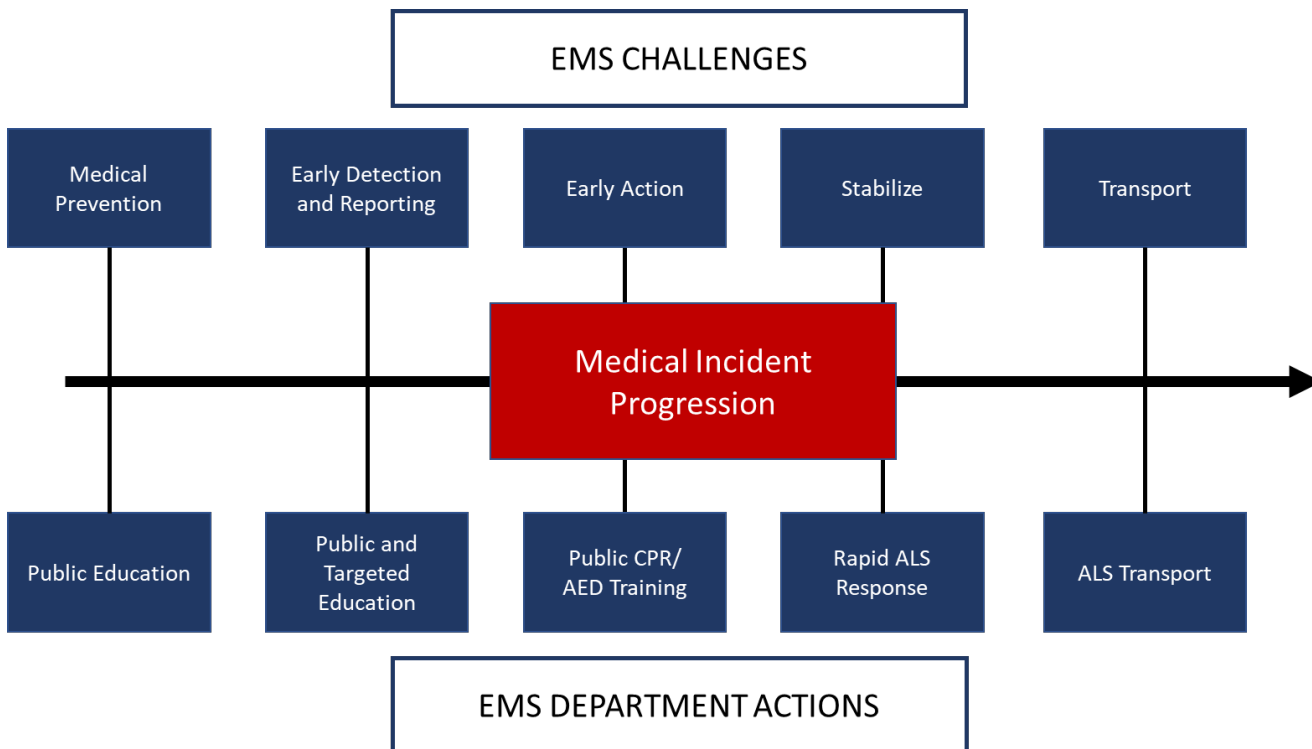 EMS CHALLENGES
Medical
Prevention
Early Detection
and Reporting
Early Action
Stabilize
Transport
Medical Incident
Progression
Public Education
Public and
Targeted
Education
Public CPR/
AED Training
Rapid ALS
Response
ALS Transport
EMS DEPARTMENT ACTIONS